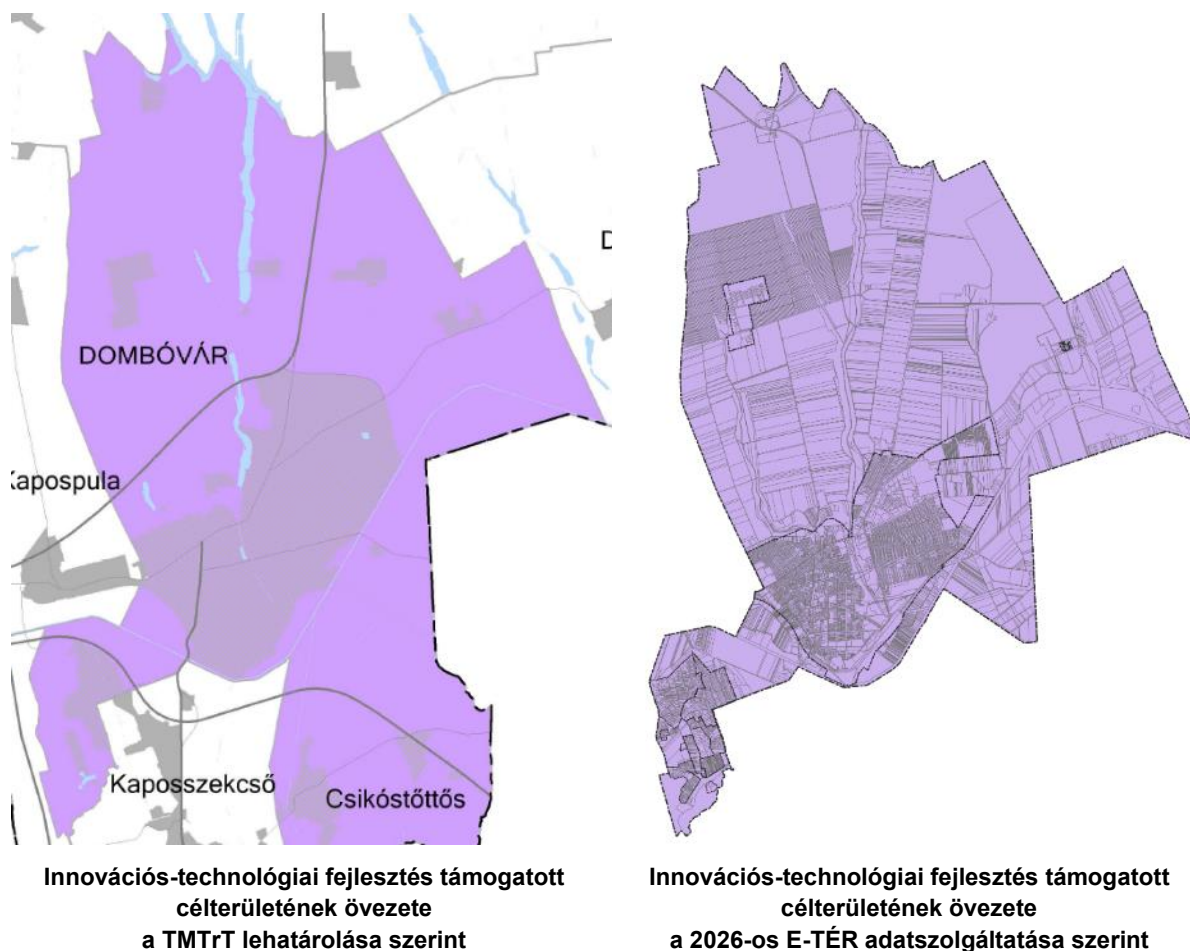 D
DOMBÓVÁR
Kapospula
Kaposszekcső
Csikóstőttős
Innovációs-technológiai fejlesztés támogatott
célterületének övezete
a TMTrT lehatárolása szerint
Innovációs-technológiai fejlesztés támogatott
célterületének övezete
a 2026-os E-TÉR adatszolgáltatása szerint